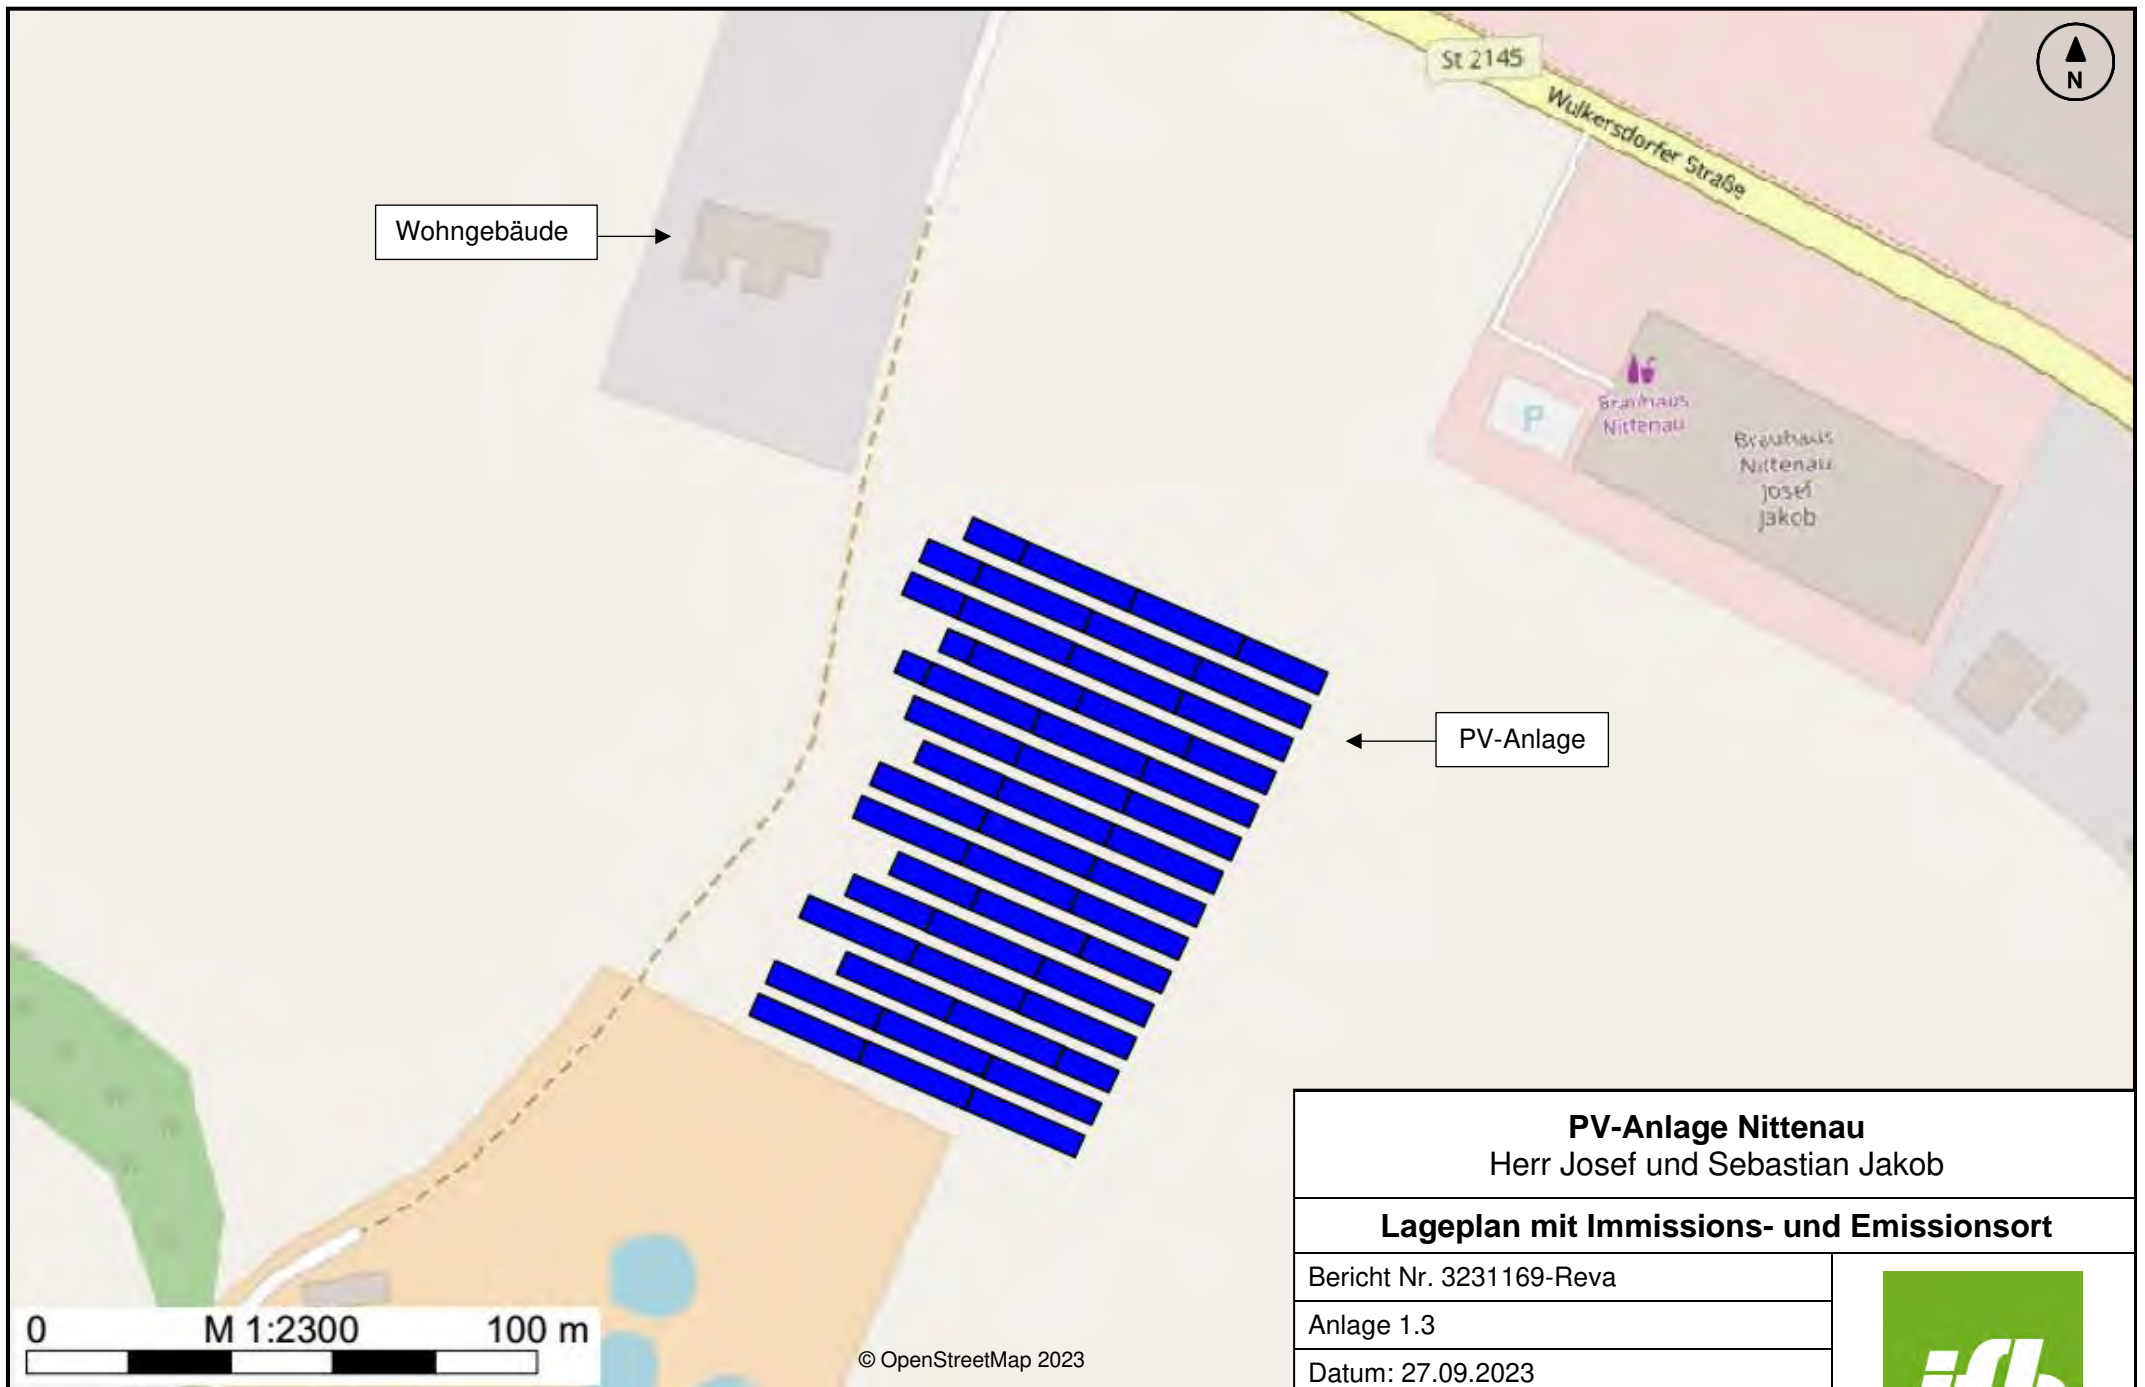 St 2145
N
Wulkersdorfer Straße
Wohngebäude
P
Brauhaus
Nittenau
Brauhaus
Nittenau
Josef
Jakob
PV-Anlage
PV-Anlage Nittenau
Herr Josef und Sebastian Jakob
Lageplan mit Immissions- und Emissionsort
Bericht Nr. 3231169-Reva
Anlage 1.3
Datum: 27.09.2023
0 M 1:2300 100 m
© OpenStreetMap 2023